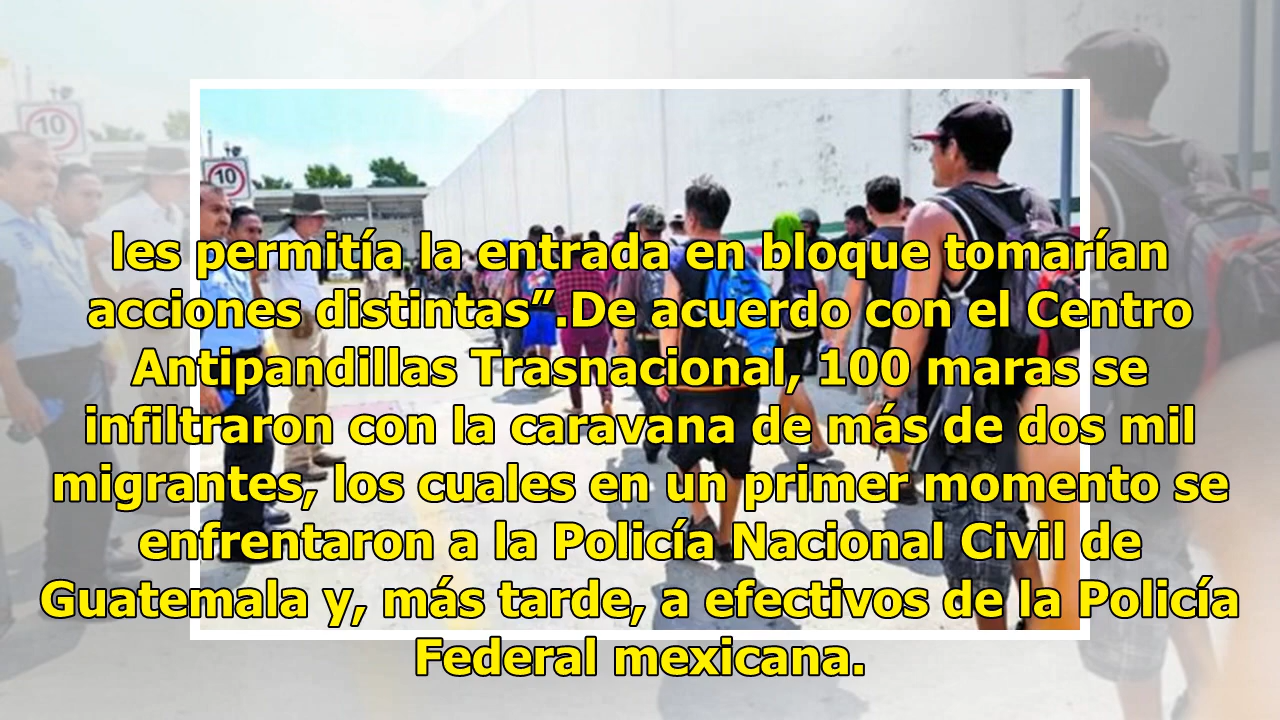 10
10
les permitía la entrada en bloque tomarían
acciones distintas”.De acuerdo con el Centro
Antipandillas Trasnacional, 100 maras se
infiltraron con la caravana de más de dos mil
migrantes, los cuales en un primer momento se
enfrentaron a la Policía Nacional Civil de
Guatemala y, más tarde, a efectivos de la Policía
Federal mexicana.